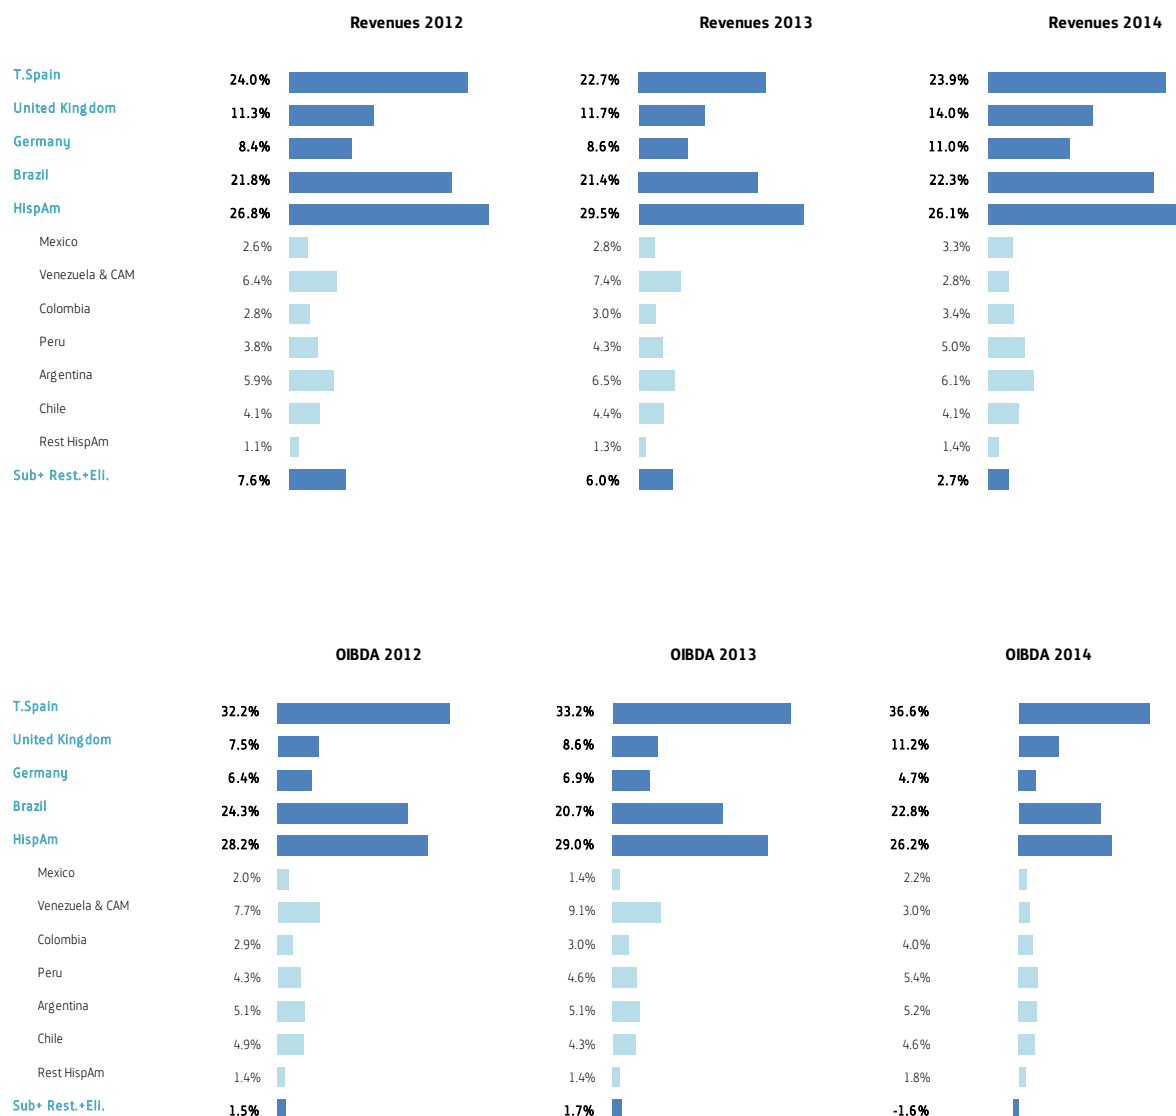 Revenues 2012 Revenues 2013 Revenues 2014
T.Spain 24.0% 22.7% 23.9%
United Kingdom 11.3% 11.7% 14.0%
Germany 8.4% 8.6% 11.0%
Brazil 21.8% 21.4% 22.3%
HispAm 26.8% 29.5% 26.1%
Mexico 2.6% 2.8% 3.3%
Venezuela & CAM 6.4% 7.4% 2.8%
Colombia 2.8% 3.0% 3.4%
Peru 3.8% 4.3% 5.0%
Argentina 5.9% 6.5% 6.1%
Chile 4.1% 4.4% 4.1%
Rest HispAm 1.1% 1.3% 1.4%
Sub+ Rest.+Eli. 7.6% 6.0% 2.7%
OIBDA 2012 OIBDA 2013 OIBDA 2014
T.Spain 32.2% 33.2% 36.6%
United Kingdom 7.5% 8.6% 11.2%
Germany 6.4% 6.9% 4.7%
Brazil 24.3% 20.7% 22.8%
HispAm 28.2% 29.0% 26.2%
Mexico 2.0% 1.4% 2.2%
Venezuela & CAM 7.7% 9.1% 3.0%
Colombia 2.9% 3.0% 4.0%
Peru 4.3% 4.6% 5.4%
Argentina 5.1% 5.1% 5.2%
Chile 4.9% 4.3% 4.6%
Rest HispAm 1.4% 1.4% 1.8%
Sub+ Rest.+Eli. 1.5% 1.7% -1.6%